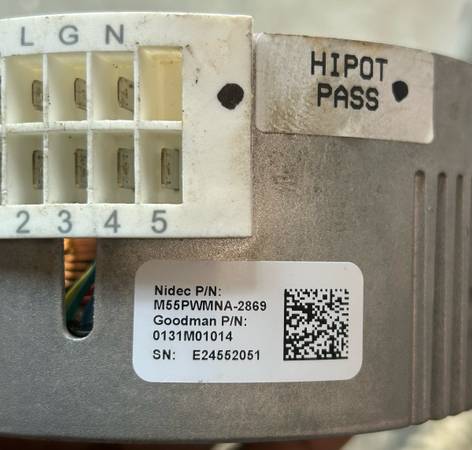 L G N
HIPOT
PASS
2 3 4 5
Nidec P/N:
M55PWMNA-2869
Goodman P/N:
0131M01014
SN: E24552051